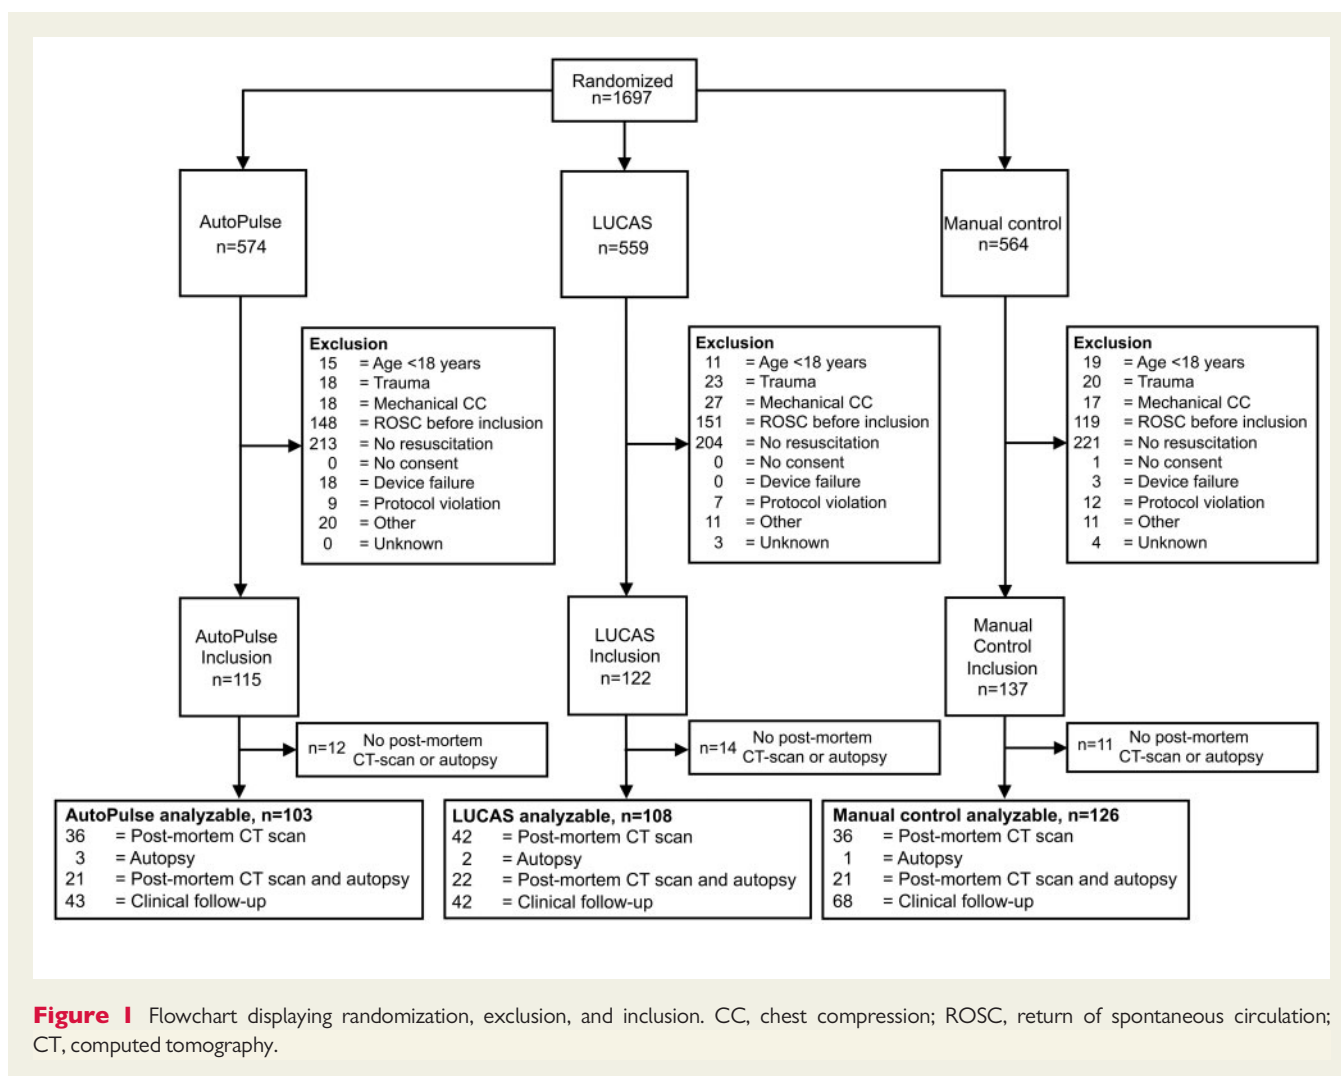 Randomized
n=1697
AutoPulse
n=574
LUCAS
n=559
Manual control
n=564
Exclusion
15 = Age <18 years
18 = Trauma
18 = Mechanical CC
148 = ROSC before inclusion
213 = No resuscitation
0 = No consent
18 = Device failure
9 = Protocol violation
20 = Other
0 = Unknown
Exclusion
11 = Age <18 years
23 = Trauma
27 = Mechanical CC
151 = ROSC before inclusion
204 = No resuscitation
0 = No consent
0 = Device failure
7 = Protocol violation
11 = Other
3 = Unknown
Exclusion
19 = Age <18 years
20 = Trauma
17 = Mechanical CC
119 = ROSC before inclusion
221 = No resuscitation
1 = No consent
3 = Device failure
12 = Protocol violation
11 = Other
4 = Unknown
AutoPulse
Inclusion
n=115
LUCAS
Inclusion
n=122
Manual
Control
Inclusion
n=137
n=12 No post-mortem
CT-scan or autopsy
n=14 No post-mortem
CT-scan or autopsy
n=11 No post-mortem
CT-scan or autopsy
AutoPulse analyzable, n=103
36 = Post-mortem CT scan
3 = Autopsy
21 = Post-mortem CT scan and autopsy
43 = Clinical follow-up
LUCAS analyzable, n=108
42 = Post-mortem CT scan
2 = Autopsy
22 = Post-mortem CT scan and autopsy
42 = Clinical follow-up
Manual control analyzable, n=126
36 = Post-mortem CT scan
1 = Autopsy
21 = Post-mortem CT scan and autopsy
68 = Clinical follow-up
Figure 1 Flowchart displaying randomization, exclusion, and inclusion. CC, chest compression; ROSC, return of spontaneous circulation;
CT, computed tomography.